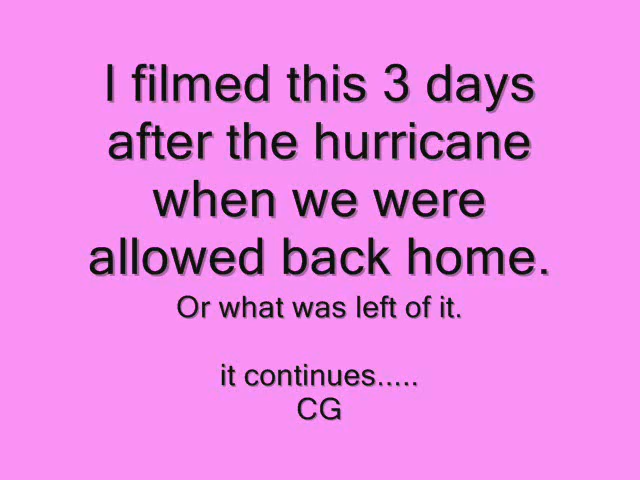 I filmed this 3 days
after the hurricane
when we were
allowed back home.
Or what was left of it.
it continues.....
CG